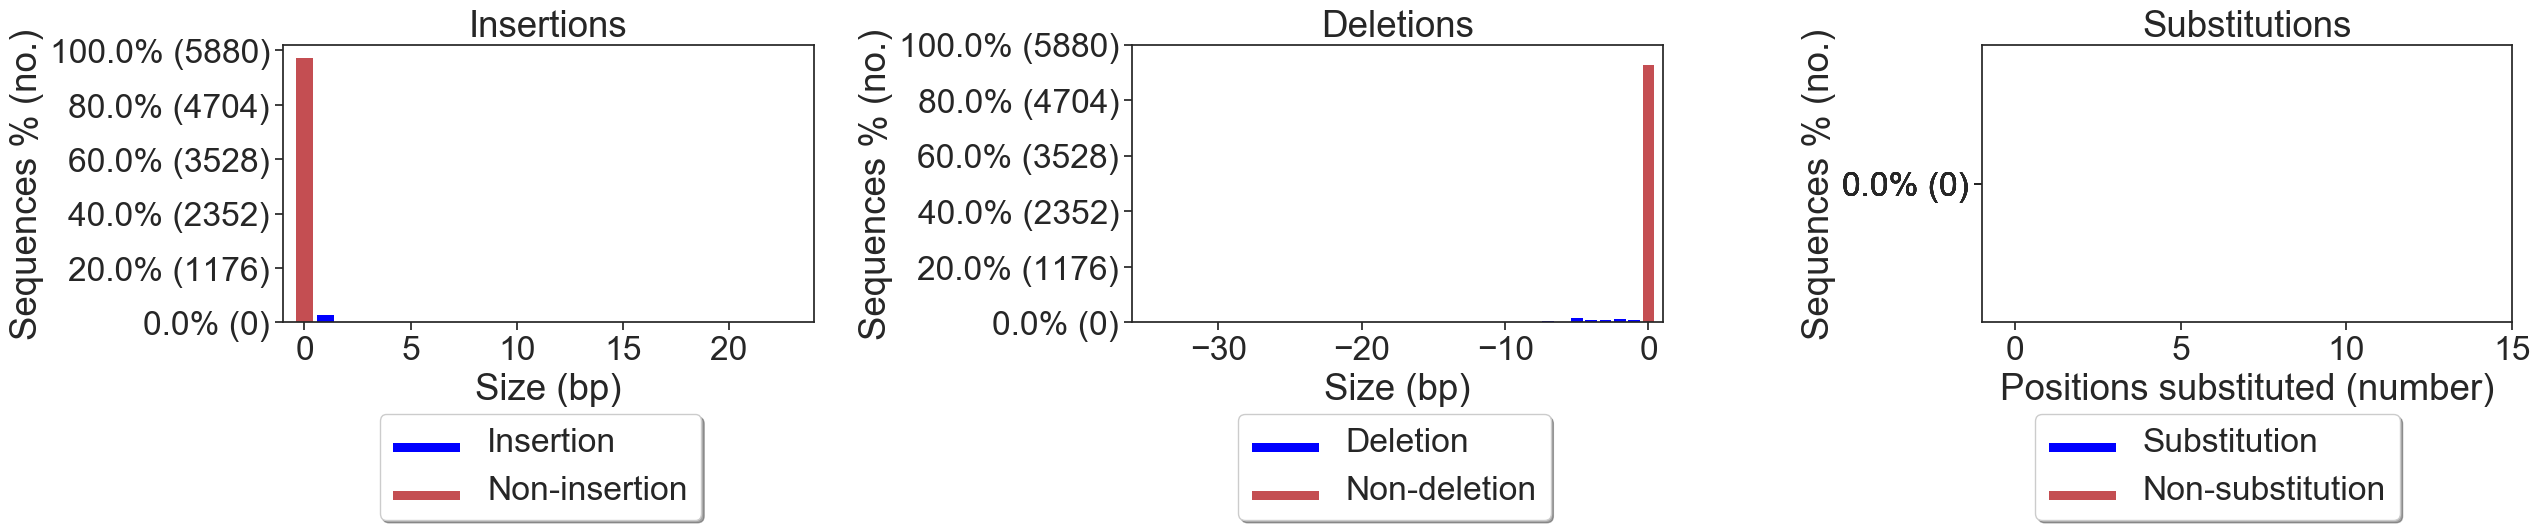 Insertions
Sequences % (no.)
100.0% (5880)
80.0% (4704)
60.0% (3528)
40.0% (2352)
20.0% (1176)
0.0% (0)
0 5 10 15 20
Size (bp)
Insertion
Non-insertion
Deletions
Sequences % (no.)
100.0% (5880)
80.0% (4704)
60.0% (3528)
40.0% (2352)
20.0% (1176)
0.0% (0)
−30 −20 −10 0
Size (bp)
Deletion
Non-deletion
Substitutions
Sequences % (no.)
0.0% (0)
0 5 10 15
Positions substituted (number)
Substitution
Non-substitution